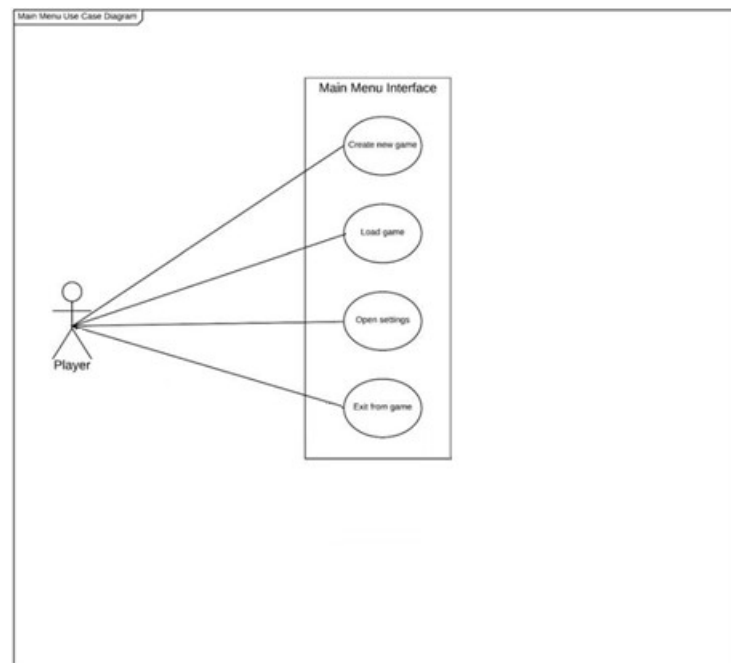 Main Menu Use Case Diagram
Main Menu Interface
Create new game
Load game
Open settings
Player
Exit from game